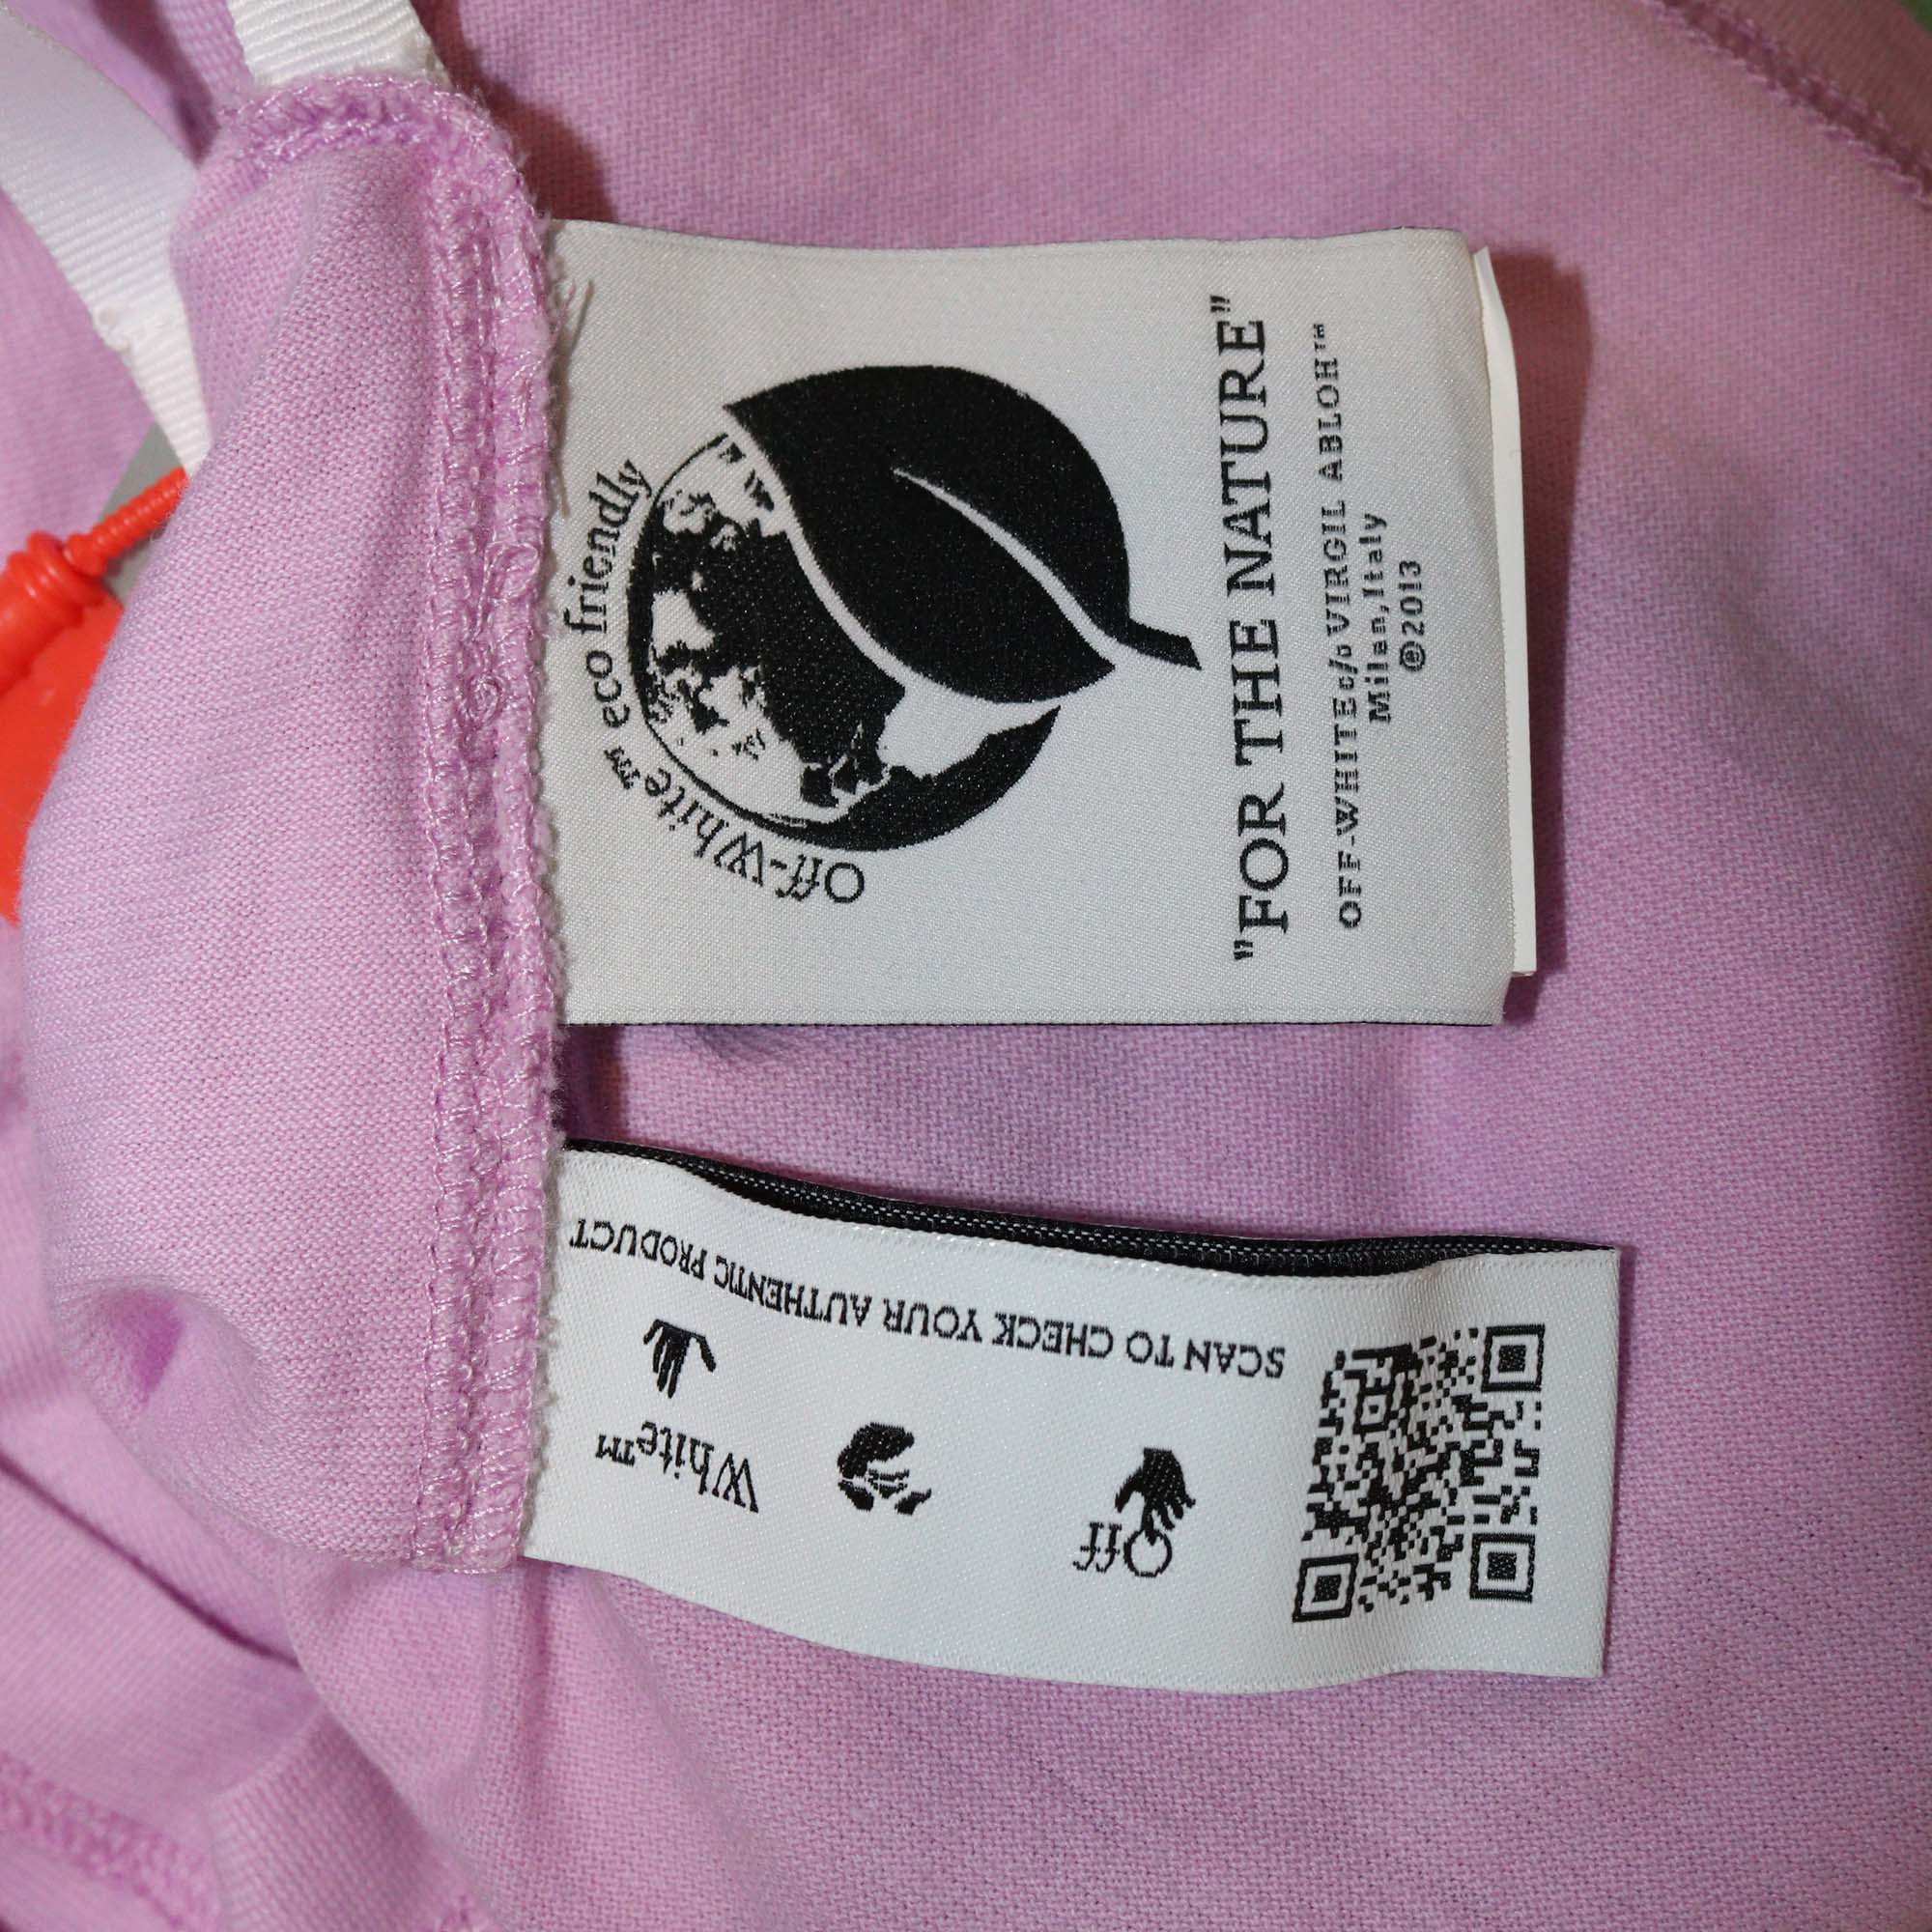 Off-White™ eco friendly
"FOR THE NATURE"
OFF-WHITE c/o VIRGIL ABLOH™
Milan, Italy
©2013
SCAN TO CHECK YOUR AUTHENTIC PRODUCT
Off
White™